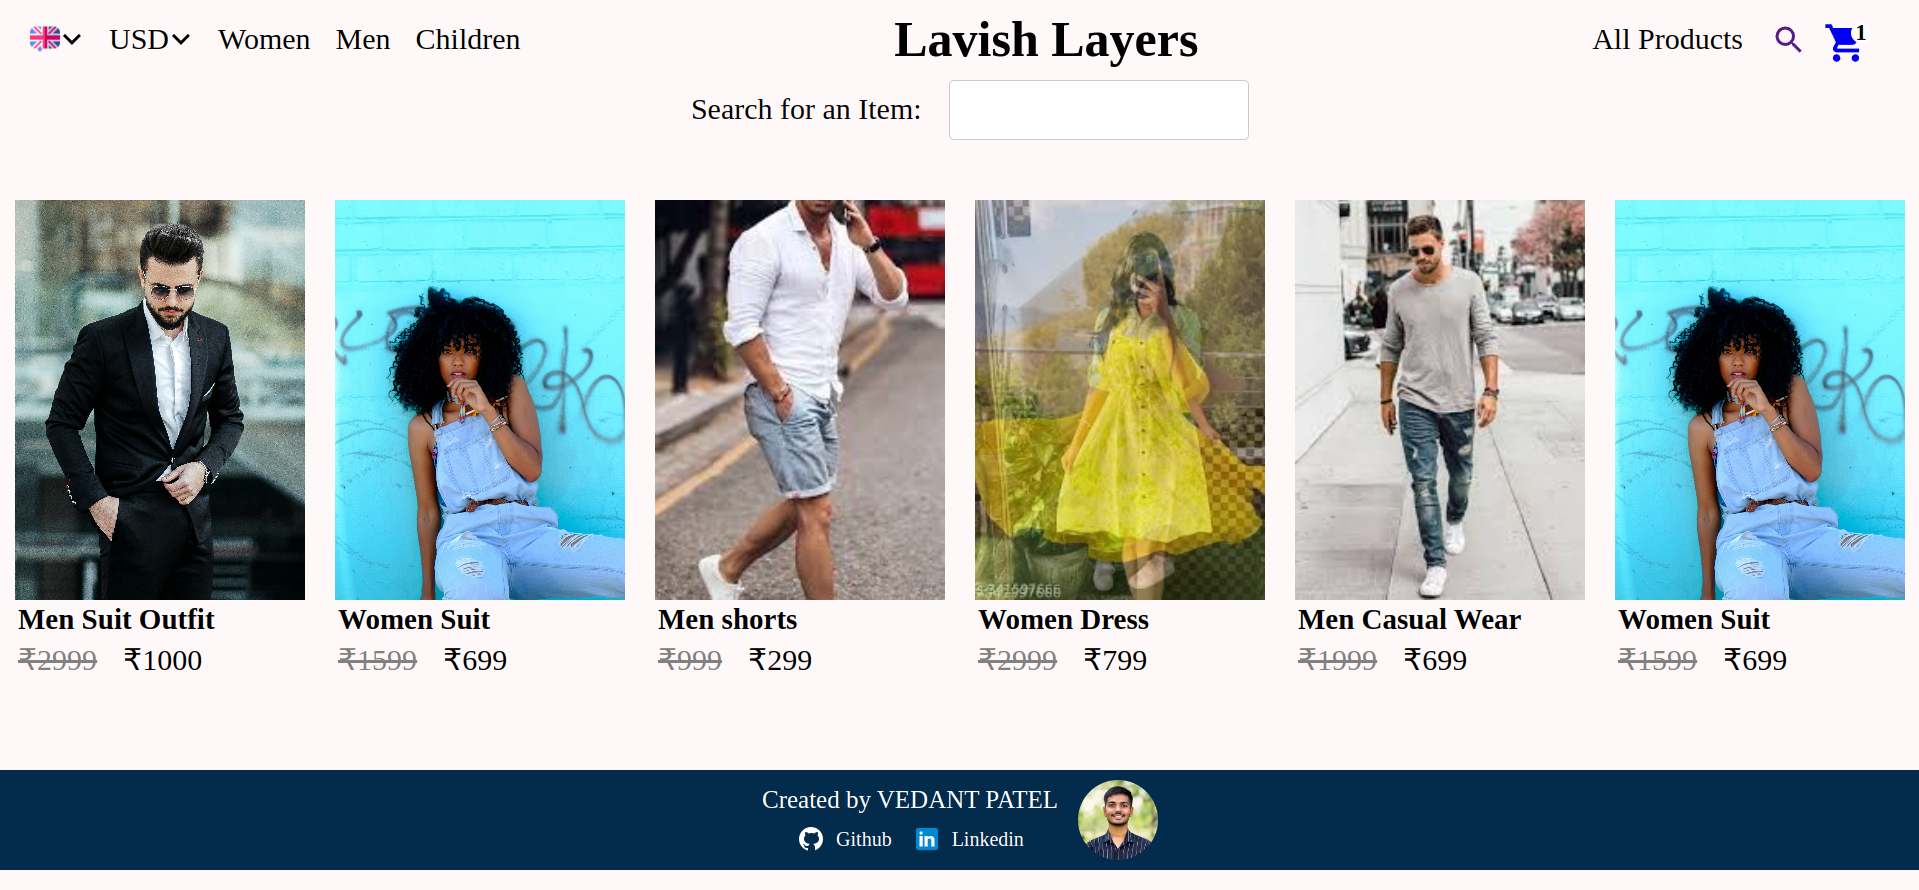 USD Women Men Children Lavish Layers All Products 1
Search for an Item:
Men Suit Outfit Women Suit Men shorts Women Dress Men Casual Wear Women Suit
₹2999 ₹1000 ₹1599 ₹699 ₹999 ₹299 ₹2999 ₹799 ₹1999 ₹699 ₹1599 ₹699
Created by VEDANT PATEL
Github Linkedin